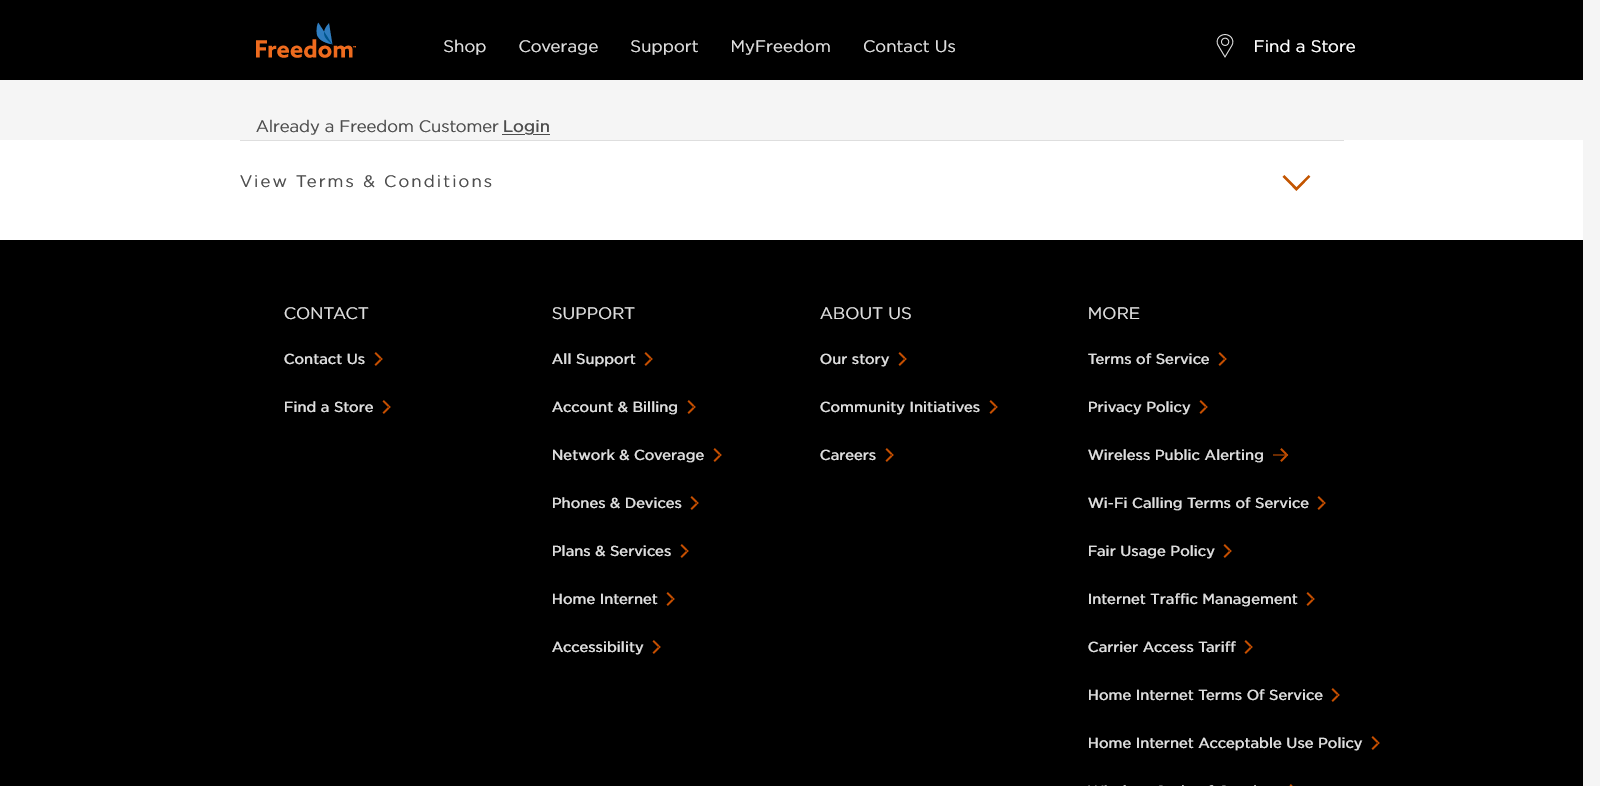 Freedom
Shop Coverage Support MyFreedom Contact Us
Find a Store
Already a Freedom Customer Login
View Terms & Conditions
CONTACT
Contact Us
Find a Store
SUPPORT
All Support
Account & Billing
Network & Coverage
Phones & Devices
Plans & Services
Home Internet
Accessibility
ABOUT US
Our story
Community Initiatives
Careers
MORE
Terms of Service
Privacy Policy
Wireless Public Alerting
Wi-Fi Calling Terms of Service
Fair Usage Policy
Internet Traffic Management
Carrier Access Tariff
Home Internet Terms Of Service
Home Internet Acceptable Use Policy